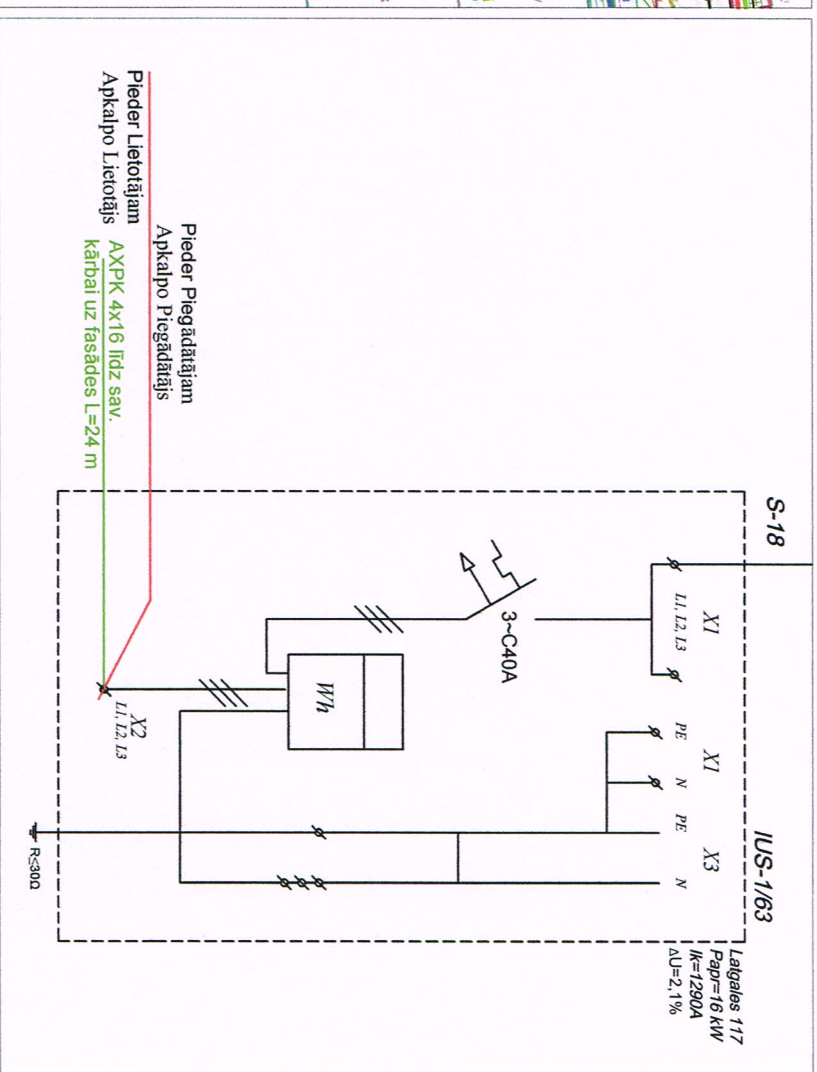 S-18
IUS-1/63
Latgales 117
Papr=16 kW
Ik=1290A
ΔU=2,1%
X1
L1, L2, L3
X1
PE
N
X3
PE
N
3~C40A
Wh
X2
L1, L2, L3
R≤30Ω
Pieder Piegādātājam
Apkalpo Piegādātājs
Pieder Lietotājam
Apkalpo Lietotājs
AXPK 4x16 līdz sav.
kārbai uz fasādes L=24 m